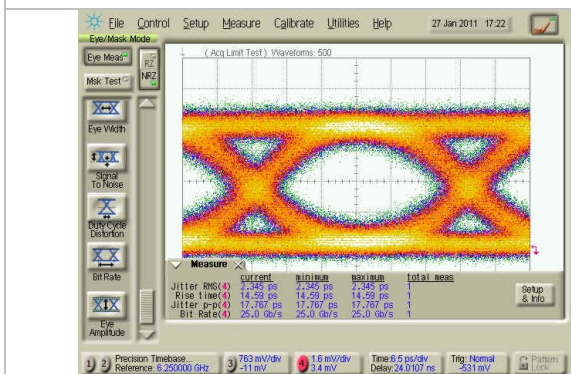 File Control Setup Measure Calibrate Utilities Help 27 Jan 2011 17:22
Eye/Mask Mode
( Acq Limit Test ) Waveforms: 500
Eye Meas
RZ
NRZ
Msk Test
Eye Width
Signal
To Noise
Duty Cycle
Distortion
Bit Rate
Eye
Amplitude
Measure
current minimum maximum total meas
Jitter RMS(4) 2.345 ps 2.345 ps 2.345 ps 1
Rise time(4) 14.59 ps 14.59 ps 14.59 ps 1
Jitter p-p(4) 17.767 ps 17.767 ps 17.767 ps 1
Bit Rate(4) 25.0 Gb/s 25.0 Gb/s 25.0 Gb/s 1
Setup
& Info
1 2 Precision Timebase...
Reference: 6.250000 GHz
3 763 mV/div
-11 mV
4 1.6 mV/div
3.4 mV
Time:6.5 ps/div
Delay:24.0107 ns
Trig: Normal
-531 mV
Pattern
Lock